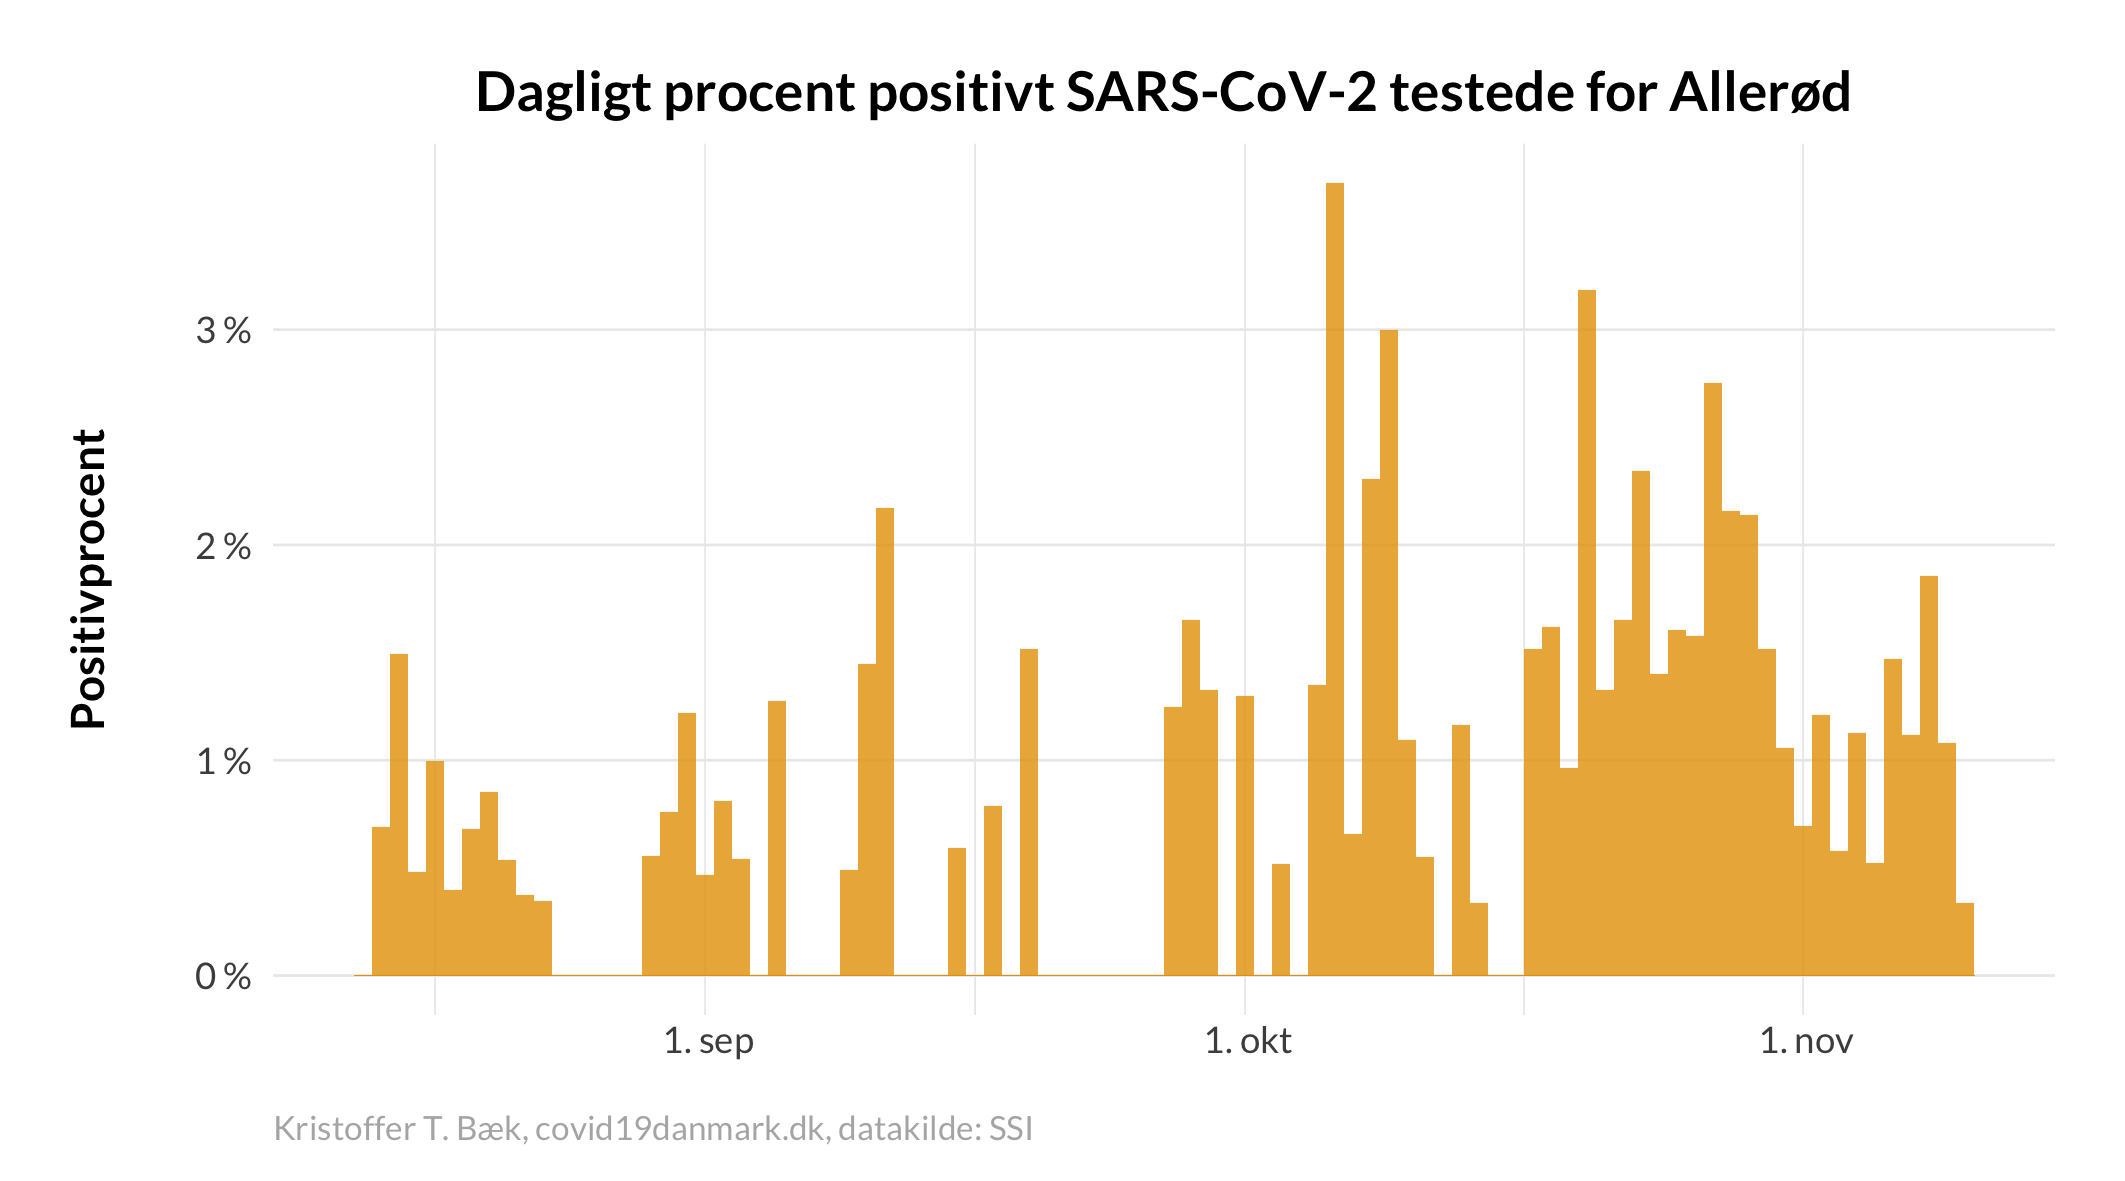 Dagligt procent positivt SARS-CoV-2 testede for Allerød
Positivprocent
3 %
2 %
1 %
0 %
1. sep
1. okt
1. nov
Kristoffer T. Bæk, covid19danmark.dk, datakilde: SSI